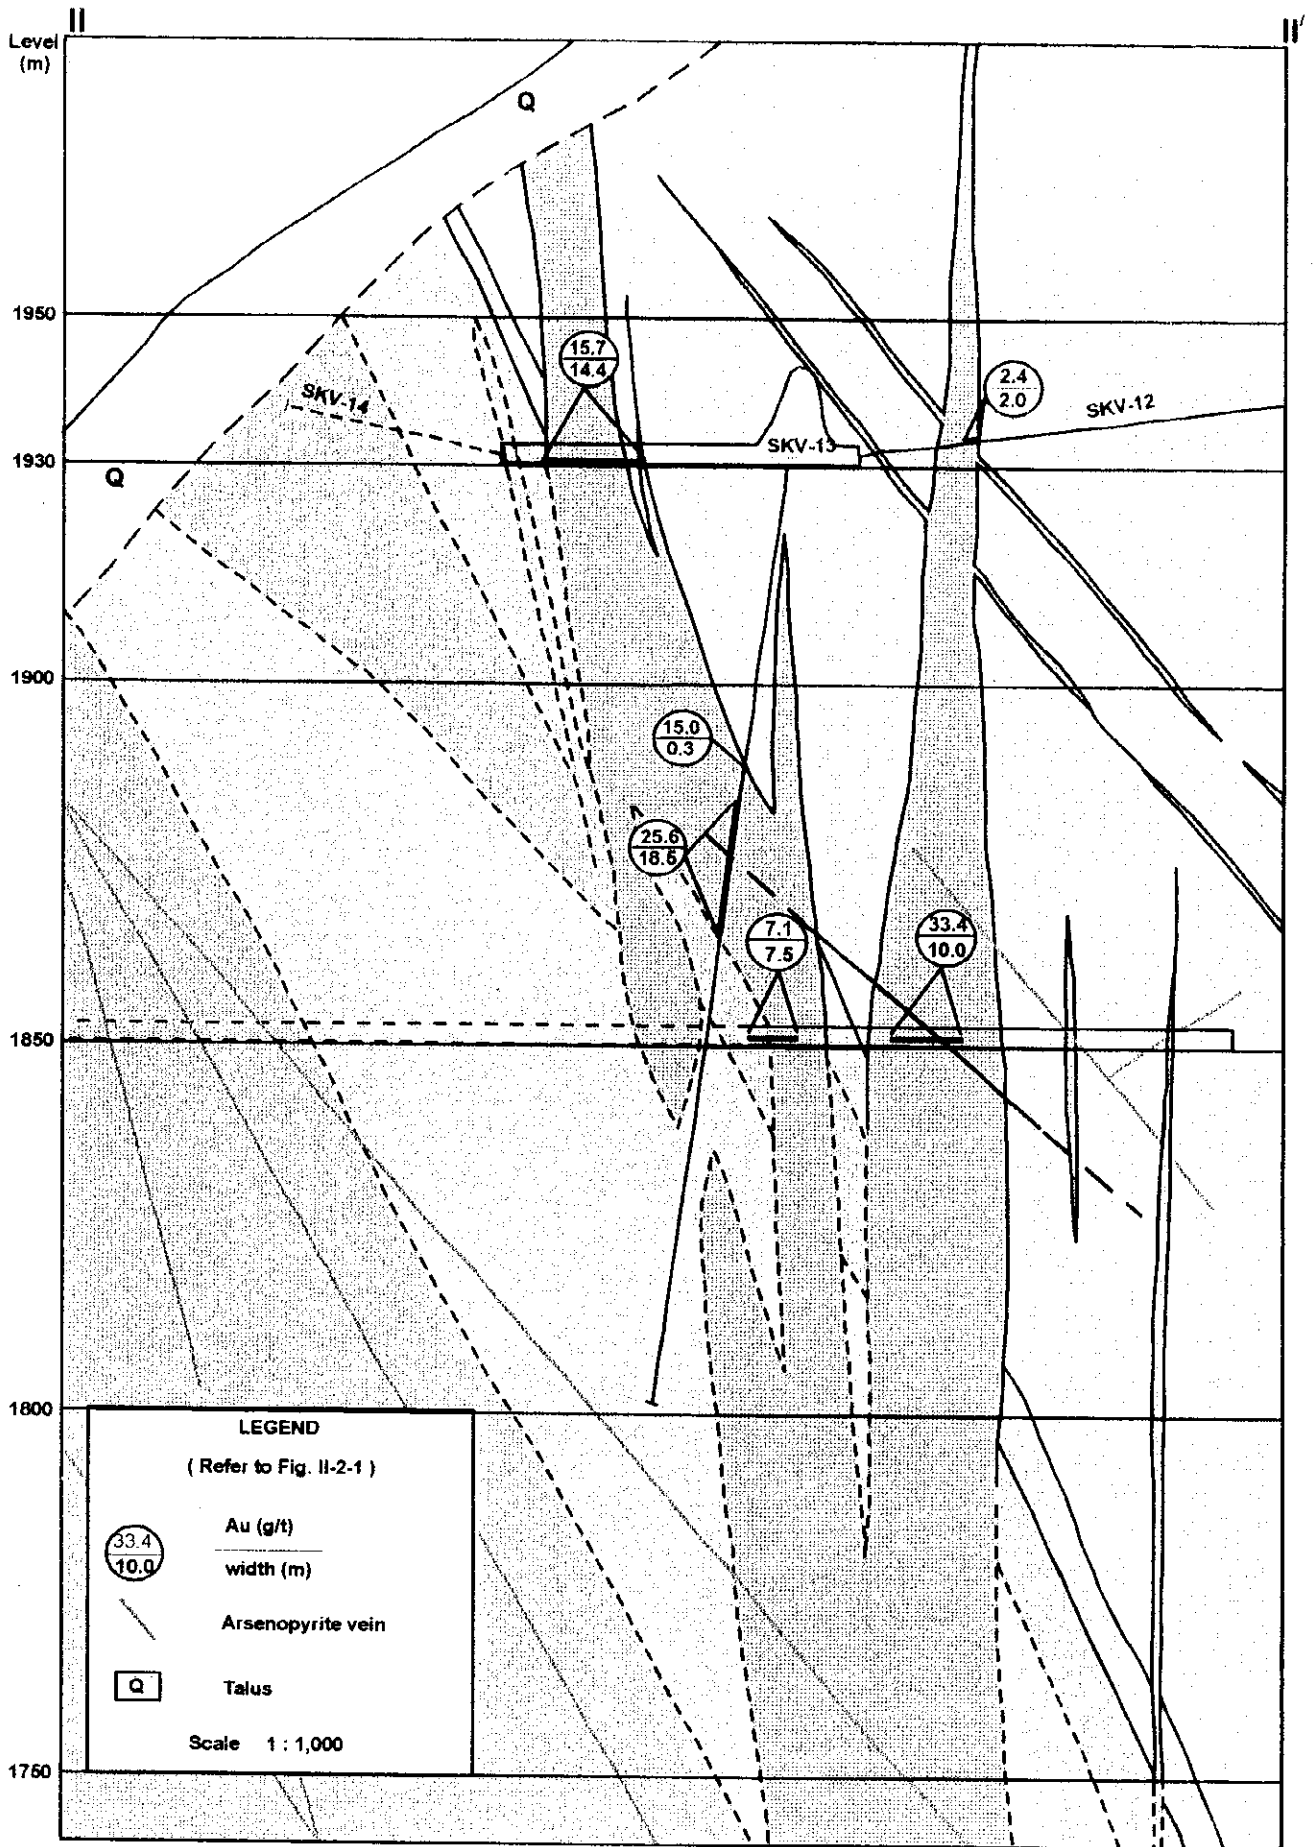 II
II'
Level
(m)
Q
1950
15.7
14.4
2.4
2.0
SKV-14
SKV-12
SKV-13
1930
Q
1900
15.0
0.3
25.6
18.5
7.1
7.5
33.4
10.0
1850
1800
LEGEND
( Refer to Fig. II-2-1 )
33.4
10.0
Au (g/t)
width (m)
Arsenopyrite vein
Q
Talus
Scale 1 : 1,000
1750